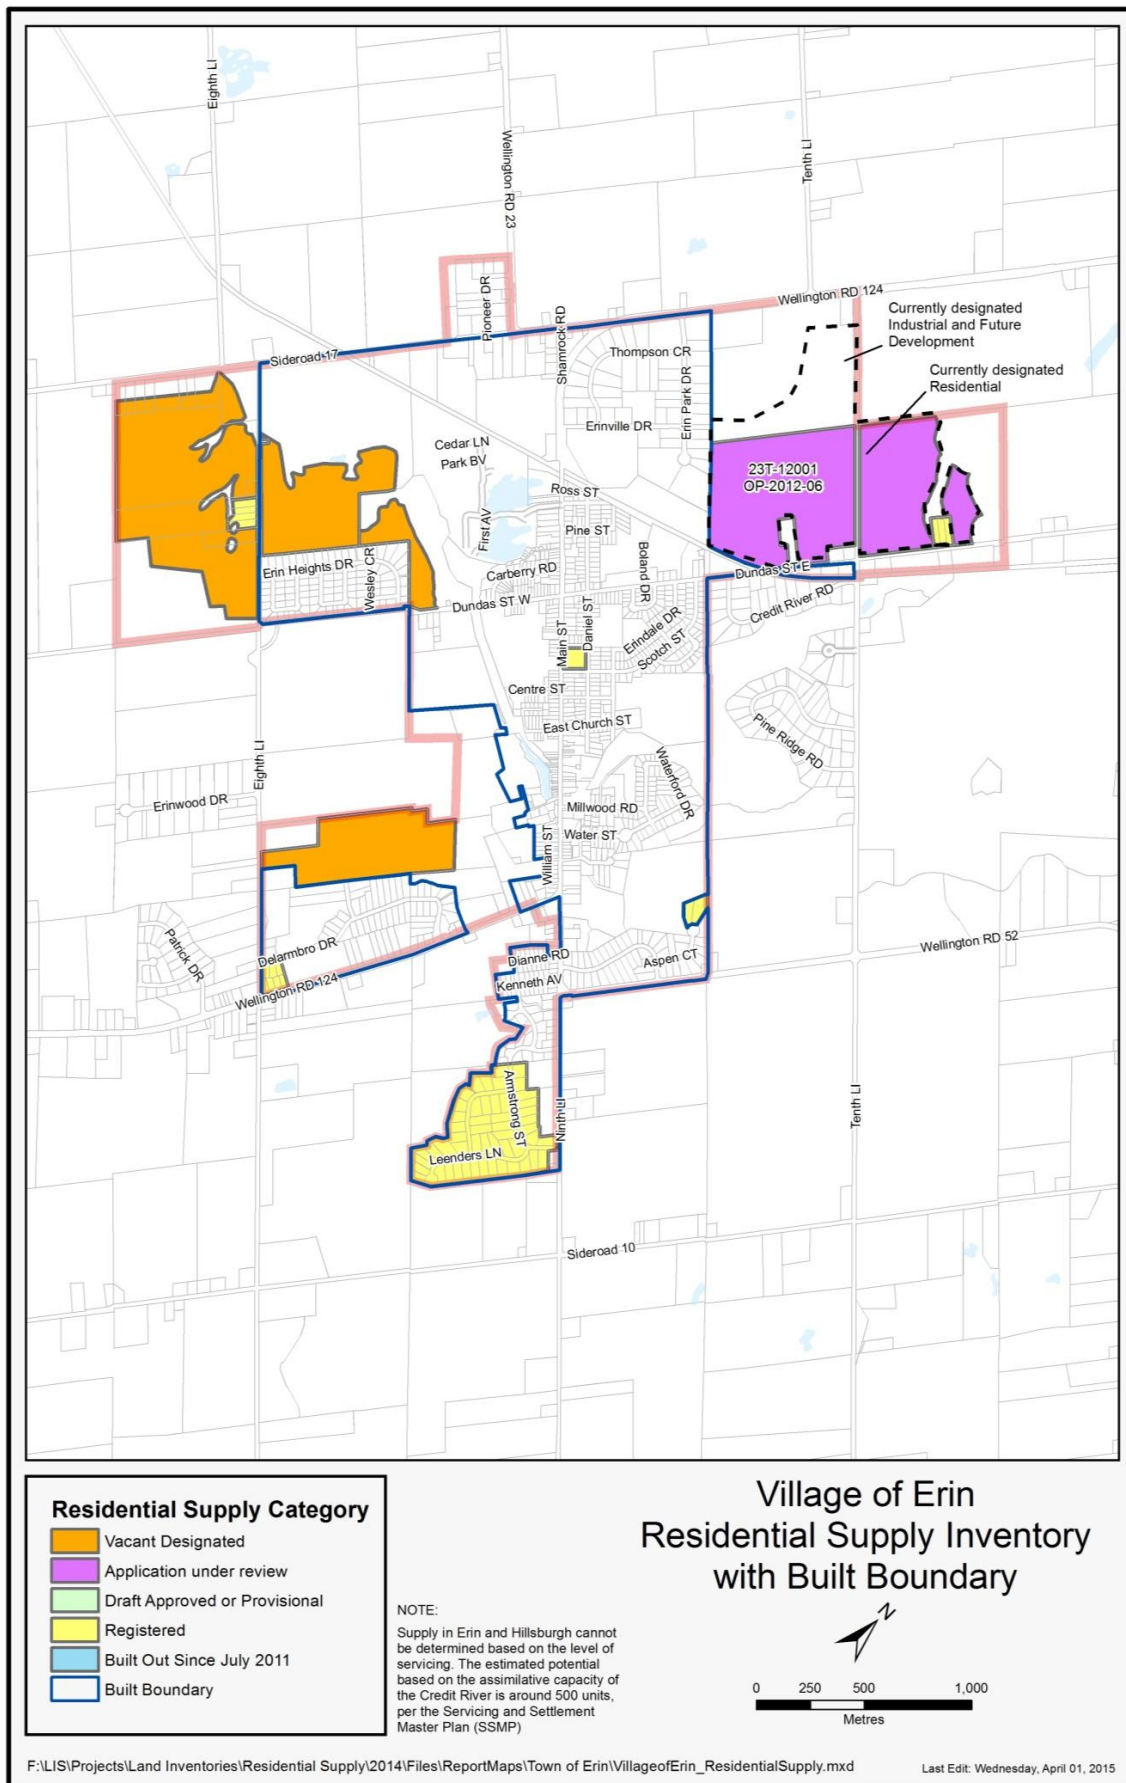 Eighth LI
Wellington RD 23
Tenth LI
Pioneer DR
Wellington RD 124
Currently designated
Industrial and Future
Development
Sideroad 17
Shamrock RD
Thompson CR
Currently designated
Residential
Erin Park DR
Erinville DR
Cedar LN
Park BV
23T-12001
OP-2012-06
Ross ST
First AV
Pine ST
Erin Heights DR
Wesley CR
Carberry RD
Boland DR
Dundas ST E
Dundas ST W
Credit River RD
Main ST
Daniel ST
Erindale DR
Scotch ST
Centre ST
East Church ST
Pine Ridge RD
Eighth LI
Waterford DR
Erinwood DR
Millwood RD
Water ST
William ST
Patrick DR
Delarmbro DR
Dianne RD
Aspen CT
Wellington RD 52
Kenneth AV
Wellington RD 124
Armstrong ST
Ninth LI
Tenth LI
Leenders LN
Sideroad 10
Residential Supply Category
Vacant Designated
Application under review
Draft Approved or Provisional
Registered
Built Out Since July 2011
Built Boundary
NOTE:
Supply in Erin and Hillsburgh cannot
be determined based on the level of
servicing. The estimated potential
based on the assimilative capacity of
the Credit River is around 500 units,
per the Servicing and Settlement
Master Plan (SSMP)
Village of Erin
Residential Supply Inventory
with Built Boundary
N
0 250 500 1,000
Metres
F:\LIS\Projects\Land Inventories\Residential Supply\2014\Files\ReportMaps\Town of Erin\VillageofErin_ResidentialSupply.mxd
Last Edit: Wednesday, April 01, 2015